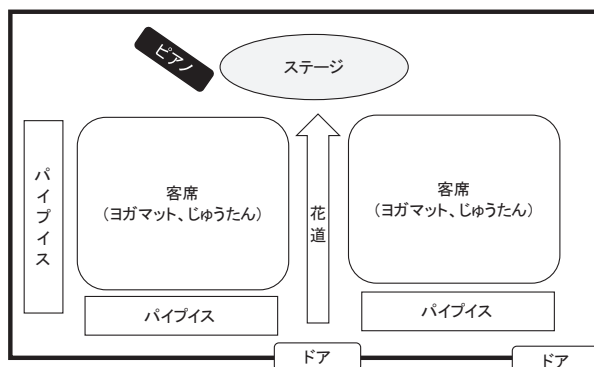 ピアノ
ステージ
パイプイス
客席
(ヨガマット、じゅうたん)
花道
客席
(ヨガマット、じゅうたん)
パイプイス
パイプイス
ドア
ドア